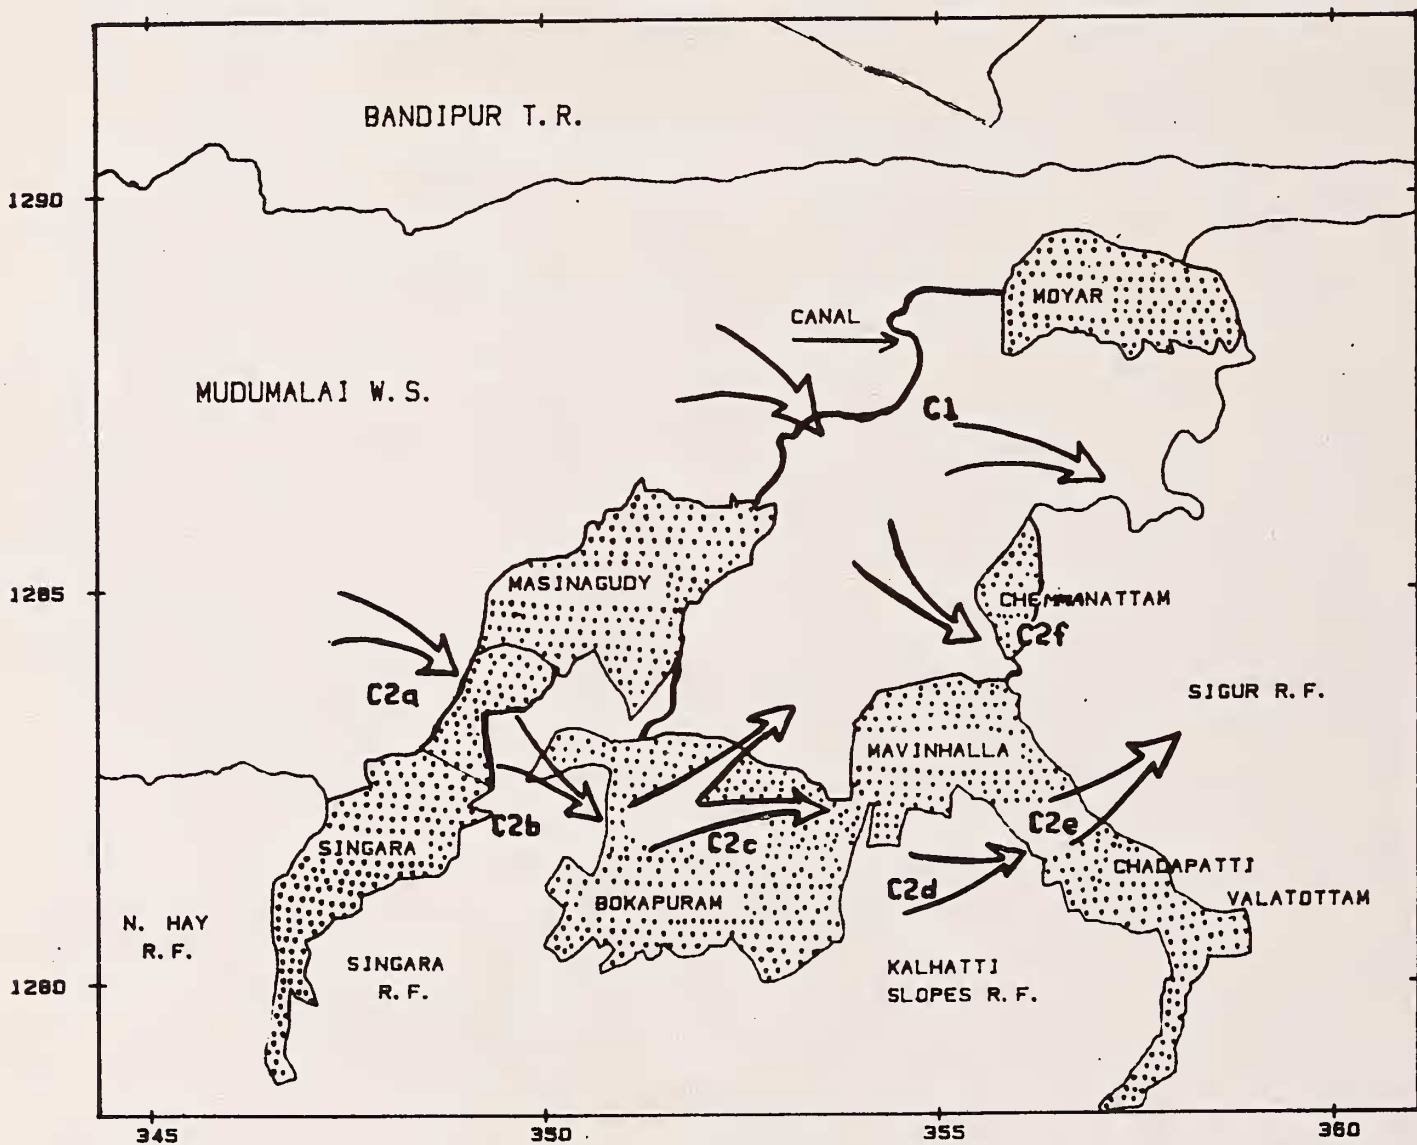 BANDIPUR T.R.
1290
MOYAR
CANAL
MUDUMALAI W.S.
C1
MASINAGUDY
1285
CHEMMANATTAM
C2f
C2a
SIGUR R.F.
MAVINHALLA
C2b
C2c
C2e
SINGARA
C2d
CHADAPATTI
BOKAPURAM
VALATOTTAM
N. HAY
R.F.
SINGARA
R.F.
KALHATTI
SLOPES R.F.
1280
345
350
355
360